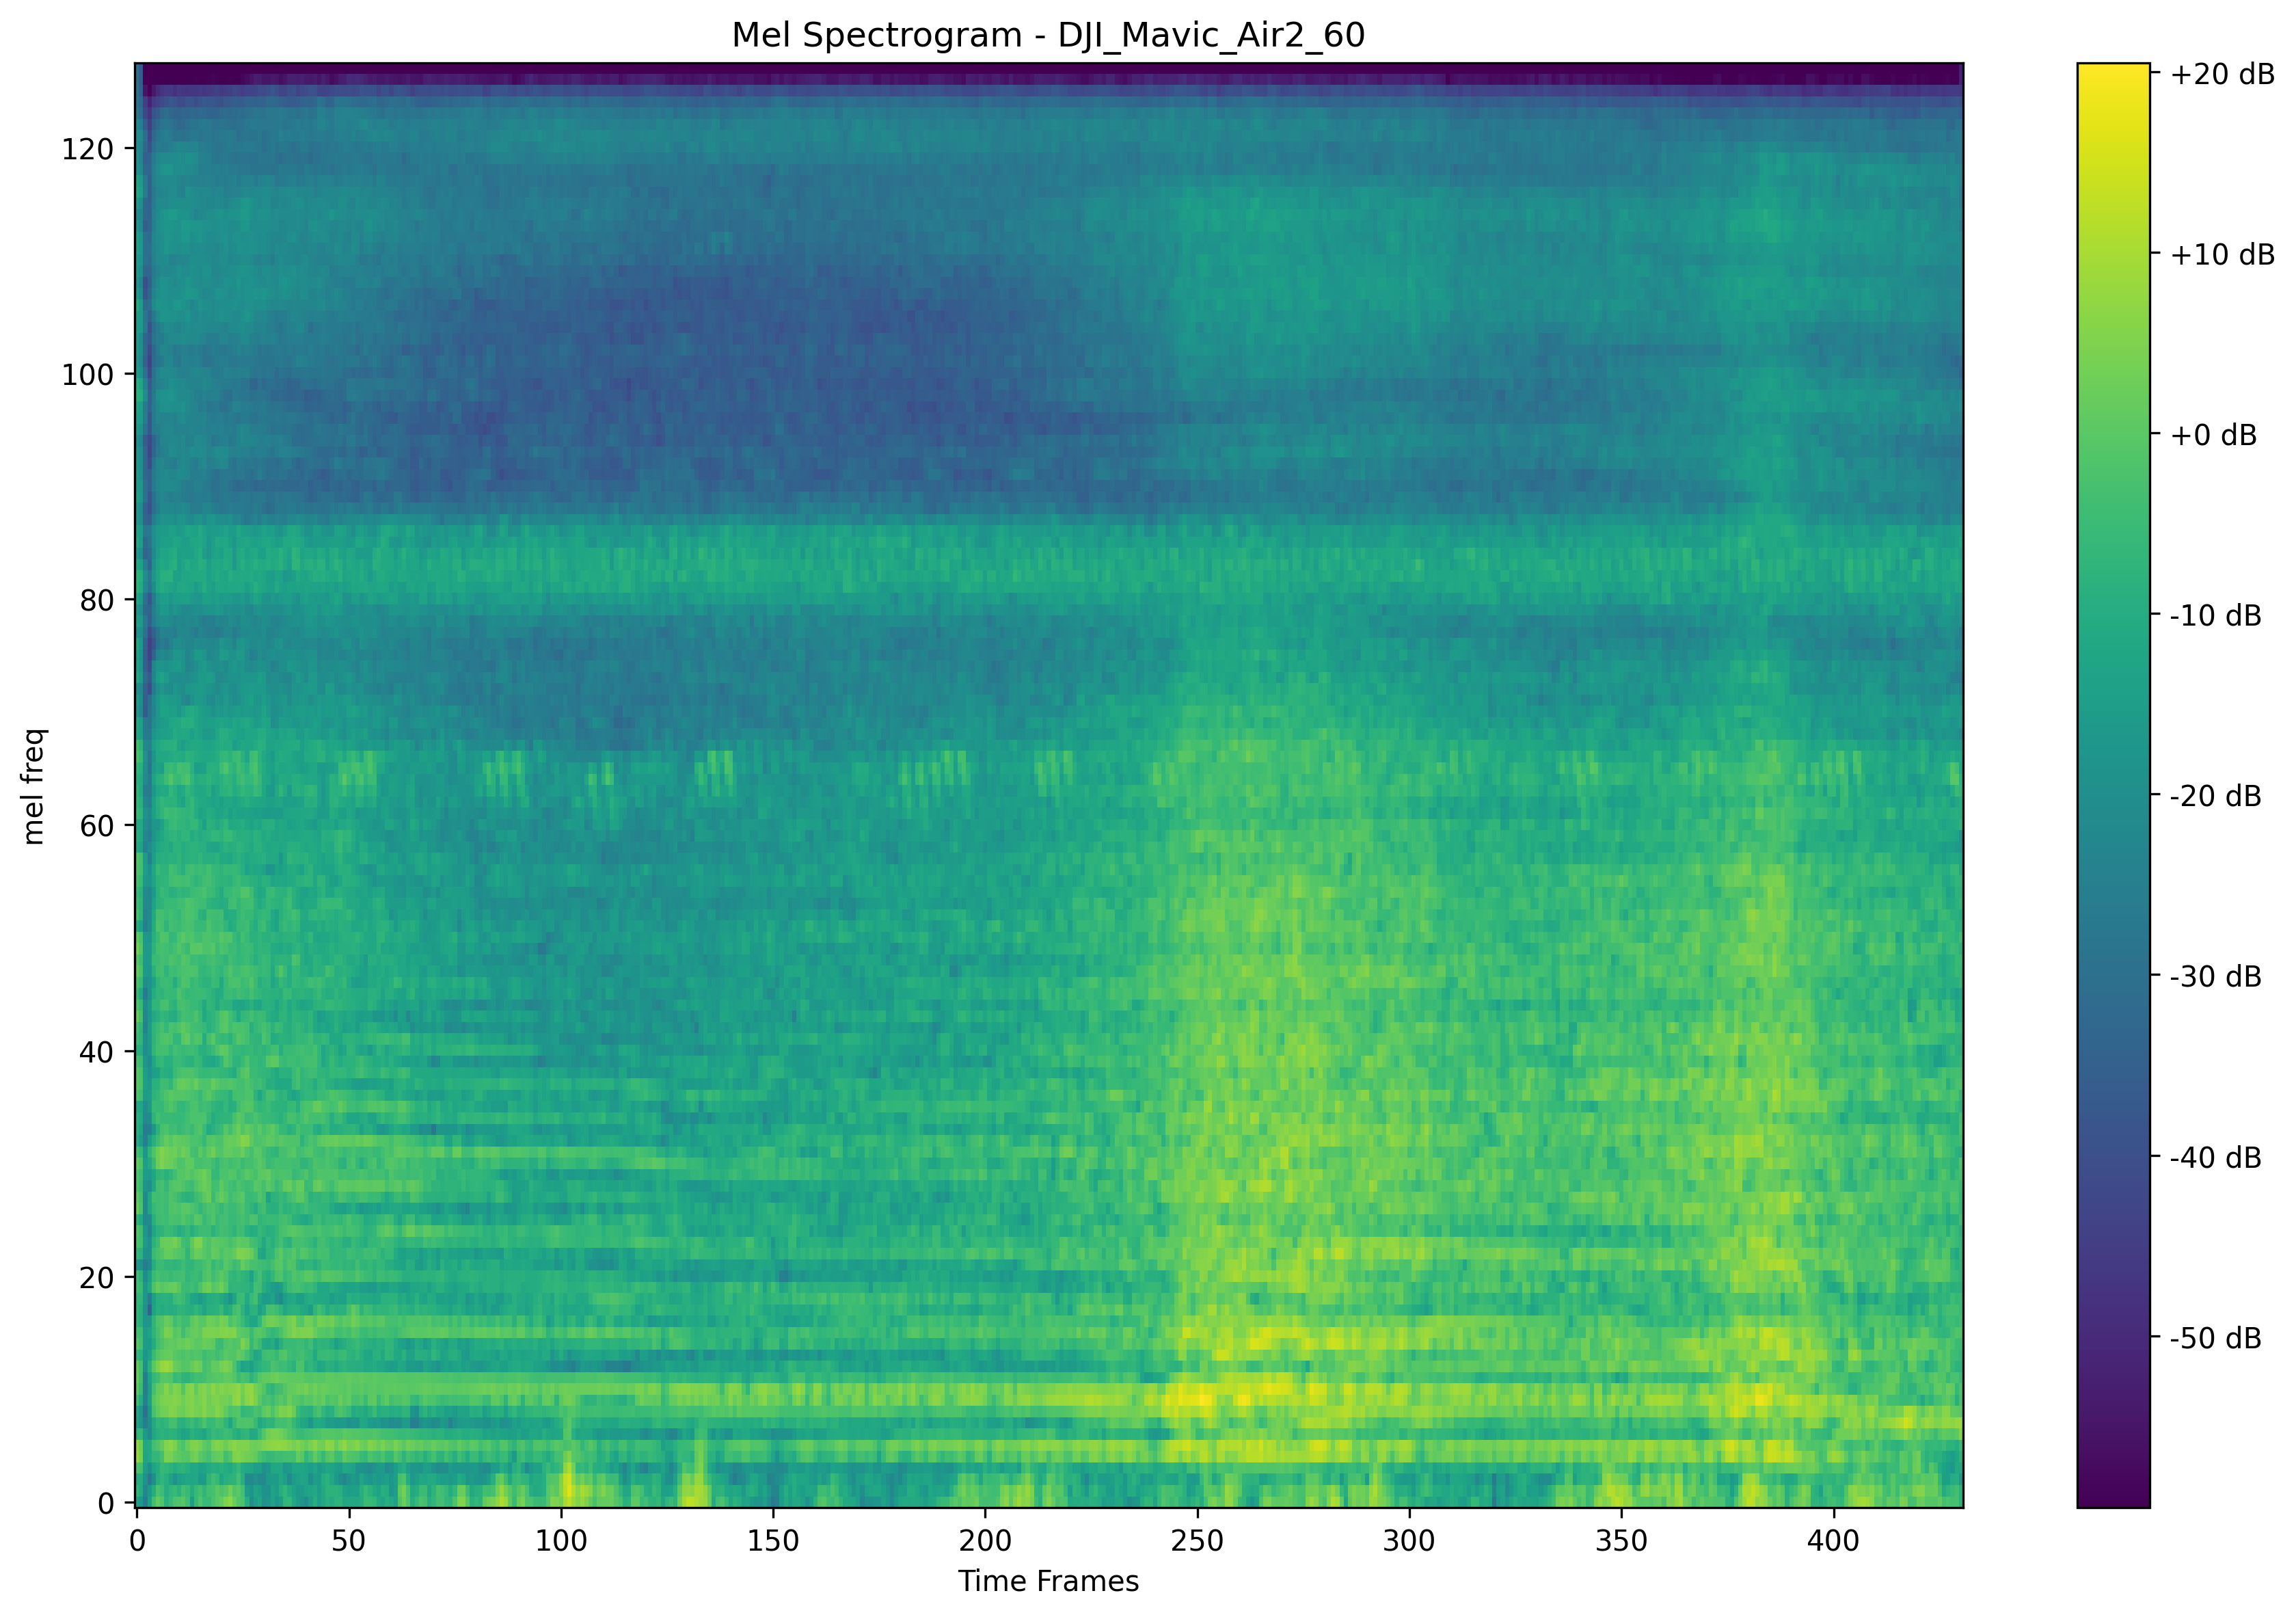 Mel Spectrogram - DJI_Mavic_Air2_60
mel freq
120
100
80
60
40
20
0
0 50 100 150 200 250 300 350 400
Time Frames
+20 dB
+10 dB
+0 dB
-10 dB
-20 dB
-30 dB
-40 dB
-50 dB